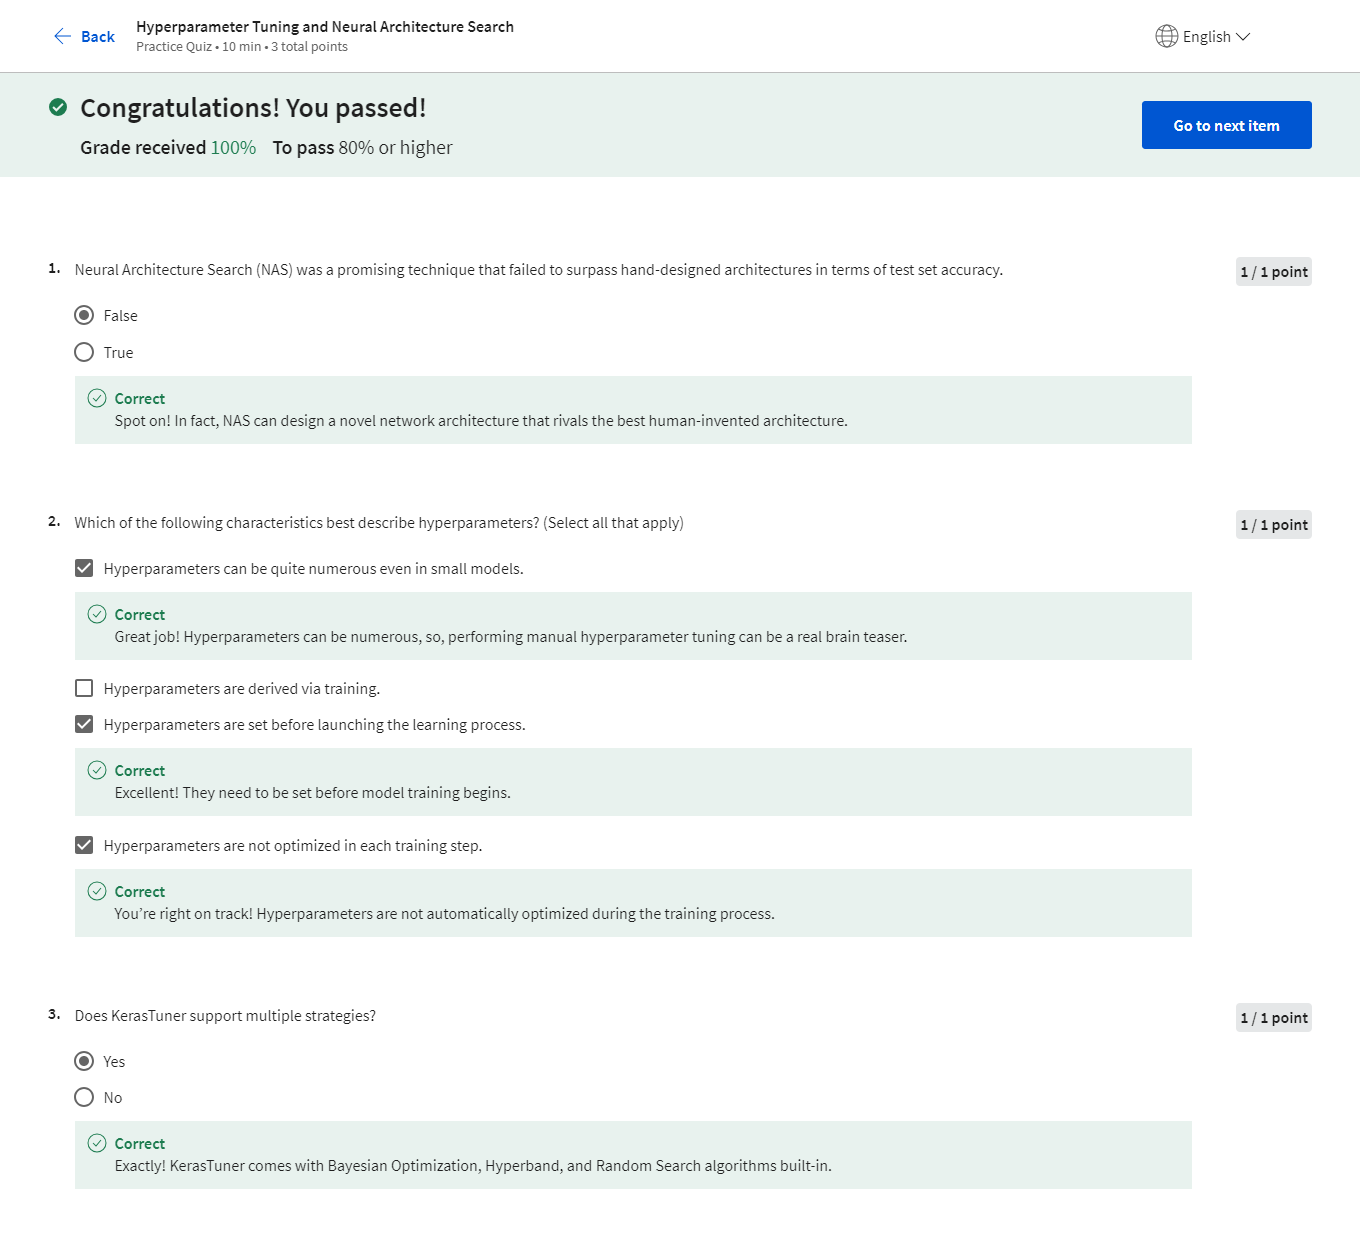 Back
Hyperparameter Tuning and Neural Architecture Search
Practice Quiz • 10 min • 3 total points
English
Congratulations! You passed!
Grade received 100% To pass 80% or higher
Go to next item
1. Neural Architecture Search (NAS) was a promising technique that failed to surpass hand-designed architectures in terms of test set accuracy.
1 / 1 point
False
True
Correct
Spot on! In fact, NAS can design a novel network architecture that rivals the best human-invented architecture.
2. Which of the following characteristics best describe hyperparameters? (Select all that apply)
1 / 1 point
Hyperparameters can be quite numerous even in small models.
Correct
Great job! Hyperparameters can be numerous, so, performing manual hyperparameter tuning can be a real brain teaser.
Hyperparameters are derived via training.
Hyperparameters are set before launching the learning process.
Correct
Excellent! They need to be set before model training begins.
Hyperparameters are not optimized in each training step.
Correct
You’re right on track! Hyperparameters are not automatically optimized during the training process.
3. Does KerasTuner support multiple strategies?
1 / 1 point
Yes
No
Correct
Exactly! KerasTuner comes with Bayesian Optimization, Hyperband, and Random Search algorithms built-in.